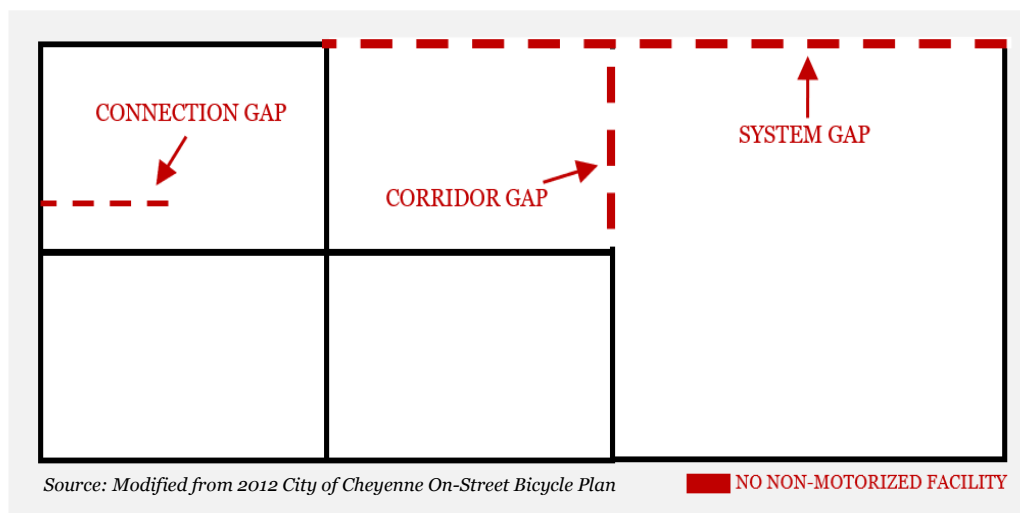 CONNECTION GAP
SYSTEM GAP
CORRIDOR GAP
Source: Modified from 2012 City of Cheyenne On-Street Bicycle Plan
NO NON-MOTORIZED FACILITY